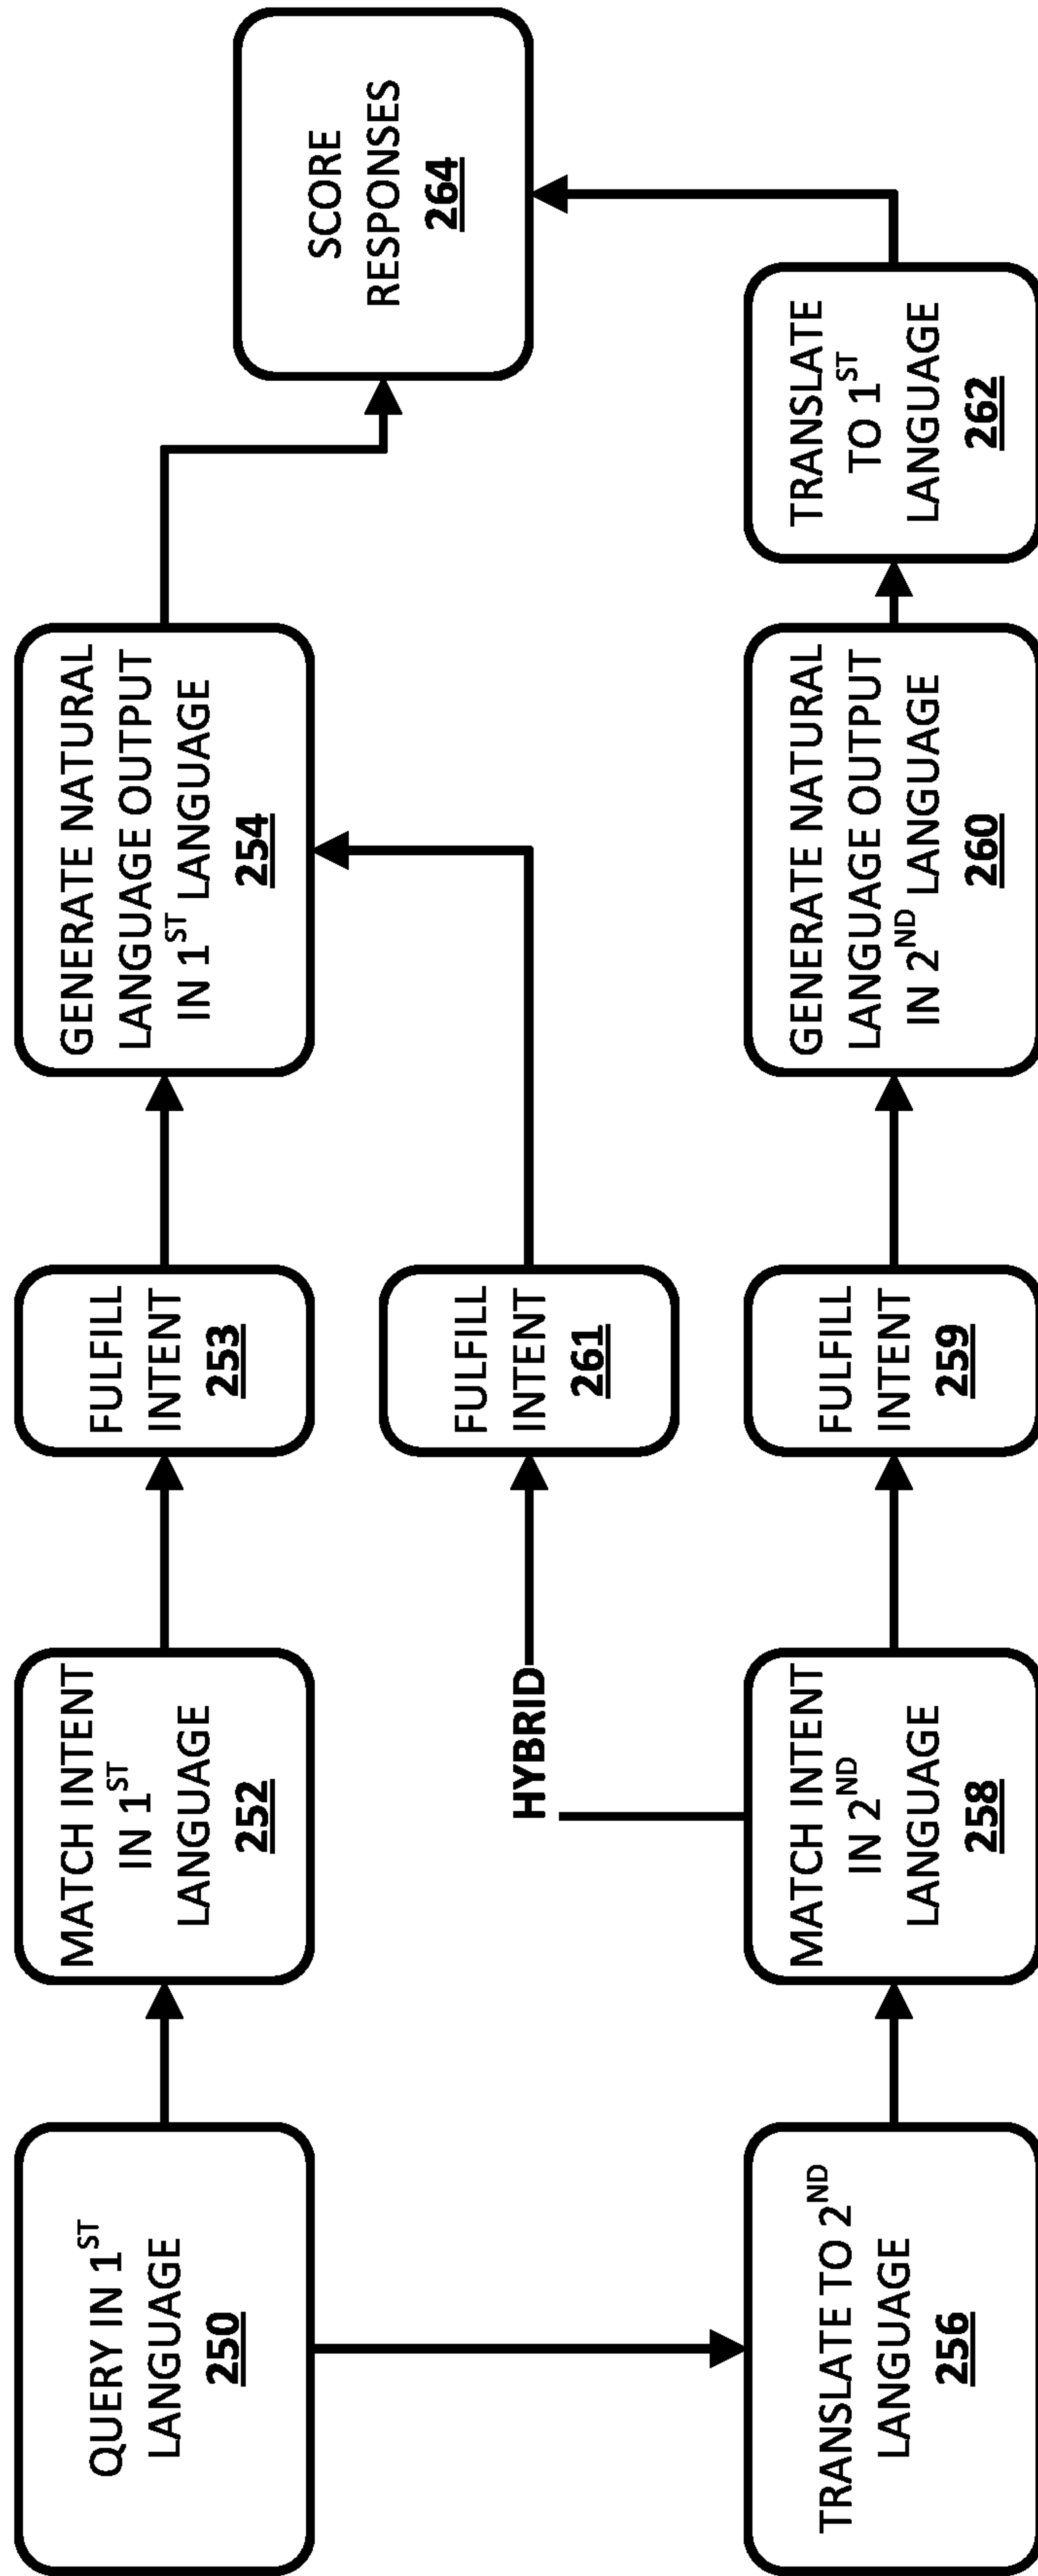 QUERY IN 1ST
LANGUAGE
250
MATCH INTENT
IN 1ST
LANGUAGE
252
FULFILL
INTENT
253
GENERATE NATURAL
LANGUAGE OUTPUT
IN 1ST LANGUAGE
254
SCORE
RESPONSES
264
HYBRID
FULFILL
INTENT
261
TRANSLATE TO 2ND
LANGUAGE
256
MATCH INTENT
IN 2ND
LANGUAGE
258
FULFILL
INTENT
259
GENERATE NATURAL
LANGUAGE OUTPUT
IN 2ND LANGUAGE
260
TRANSLATE
TO 1ST
LANGUAGE
262